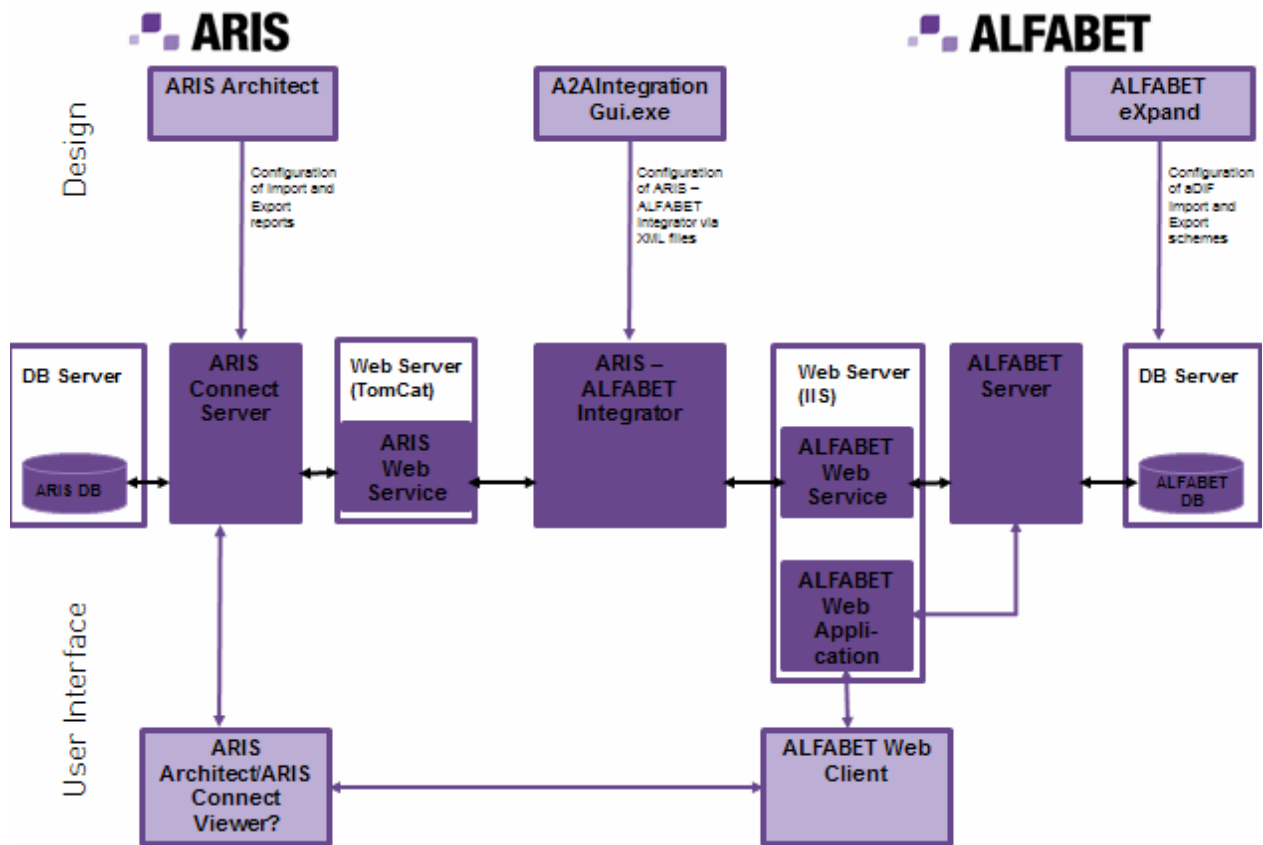 ARIS
ALFABET
Design
ARIS Architect
A2AIntegration
Gui.exe
ALFABET
eXpand
Configuration
of Import and
Export
reports
Configuration
of ARIS –
ALFABET
Integrator via
XML files
Configuration
of aDIF
Import and
Export
schemes
DB Server
ARIS DB
ARIS
Connect
Server
Web Server
(TomCat)
ARIS
Web
Service
ARIS –
ALFABET
Integrator
Web Server
(IIS)
ALFABET
Web
Service
ALFABET
Web
Appli-
cation
ALFABET
Server
DB Server
ALFABET
DB
User Interface
ARIS
Architect/ARIS
Connect
Viewer?
ALFABET Web
Client